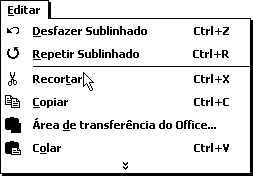 Editar
Desfazer Sublinhado Ctrl+Z
Repetir Sublinhado Ctrl+R
Recortar Ctrl+X
Copiar Ctrl+C
Área de transferência do Office...
Colar Ctrl+V